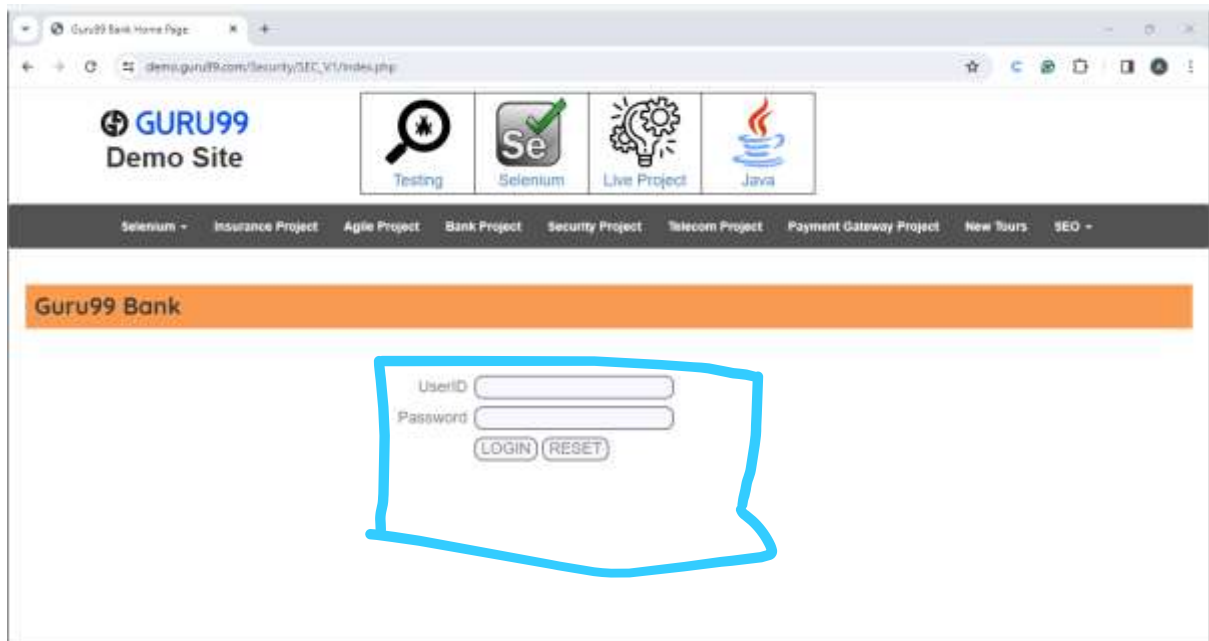 Guru99 Bank Home Page
demo.guru99.com/Security/SEC_V1/index.php
GURU99
Demo Site
Se
Testing Selenium Live Project Java
Selenium Insurance Project Agile Project Bank Project Security Project Telecom Project Payment Gateway Project New Tours SEO
Guru99 Bank
UserID
Password
LOGIN RESET